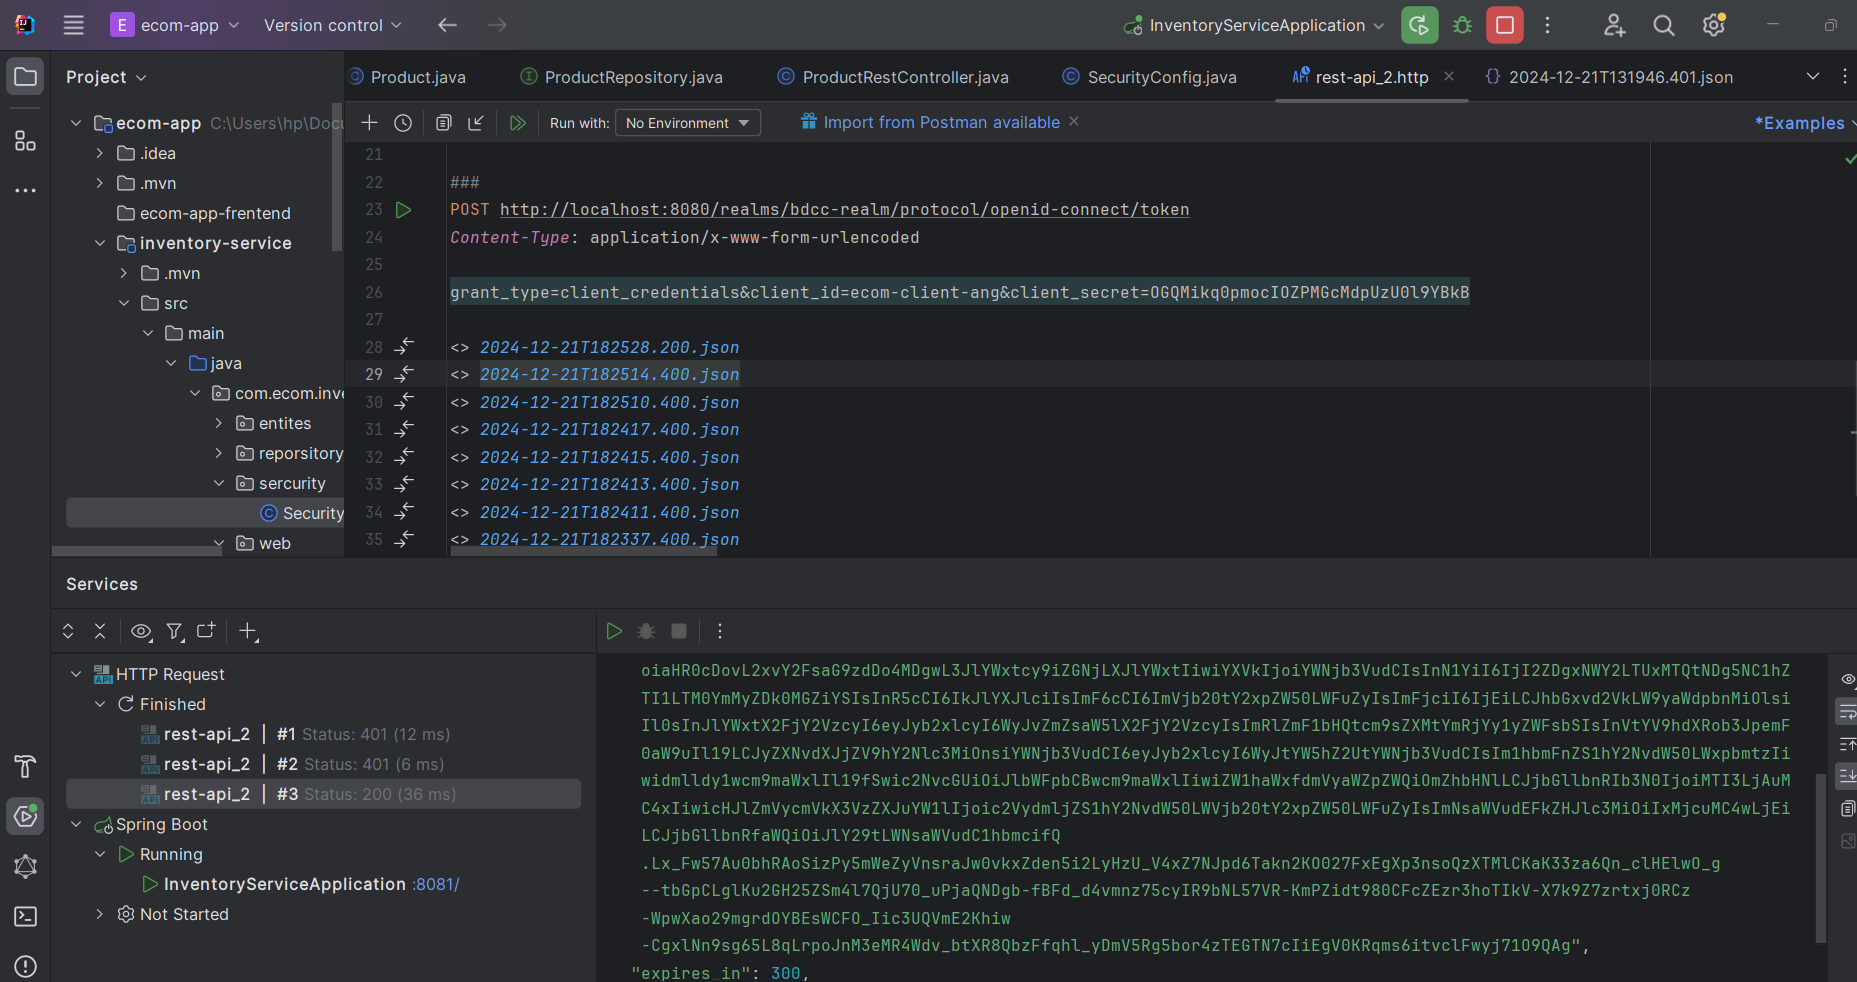 E ecom-app Version control InventoryServiceApplication
Project
Product.java ProductRepository.java ProductRestController.java SecurityConfig.java rest-api_2.http 2024-12-21T131946.401.json
Run with: No Environment Import from Postman available *Examples
ecom-app C:\Users\hp\Docu
.idea
.mvn
ecom-app-frentend
inventory-service
.mvn
src
main
java
com.ecom.inve
entites
reporsitory
sercurity
Security
web
21
22 ###
23 POST http://localhost:8080/realms/bdcc-realm/protocol/openid-connect/token
24 Content-Type: application/x-www-form-urlencoded
25
26 grant_type=client_credentials&client_id=ecom-client-ang&client_secret=OGQMikq0pmocIOZPMGcMdpUzU0l9YBkB
27
28 <> 2024-12-21T182528.200.json
29 <> 2024-12-21T182514.400.json
30 <> 2024-12-21T182510.400.json
31 <> 2024-12-21T182417.400.json
32 <> 2024-12-21T182415.400.json
33 <> 2024-12-21T182413.400.json
34 <> 2024-12-21T182411.400.json
35 <> 2024-12-21T182337.400.json
Services
HTTP Request
Finished
rest-api_2 | #1 Status: 401 (12 ms)
rest-api_2 | #2 Status: 401 (6 ms)
rest-api_2 | #3 Status: 200 (36 ms)
Spring Boot
Running
InventoryServiceApplication :8081/
Not Started
oiaHR0cDovL2xvY2FsaG9zdDo4MDgwL3JlYWxtcy9iZGNjLXJlYWxtIiwiYXVkIjoiYWNjb3VudCIsInN1YiI6IjI2ZDgxNWY2LTUxMTQtNDg5NC1hZ
TI1LTM0YmMyZDk0MGZiYSIsInR5cCI6IkJlYXJlciIsImF6cCI6ImVjb20tY2xpZW50LWFuZyIsImFjciI6IjEiLCJhbGxvd2VkLW9yaWdpbnMiOlsi
Il0sInJlYWxtX2FjY2VzcyI6eyJyb2xlcyI6WyJvZmZsaW5lX2FjY2VzcyIsImRlZmF1bHQtcm9sZXMtYmRjYy1yZWFsbSIsInVtYV9hdXRob3JpemF
0aW9uIl19LCJyZXNvdXJjZV9hY2Nlc3MiOnsiYWNjb3VudCI6eyJyb2xlcyI6WyJtYW5hZ2UtYWNjb3VudCIsIm1hbmFnZS1hY2NvdW50LWxpbmtzIi
widmlldy1wcm9maWxlIl19fSwic2NvcGUiOiJlbWFpbCBwcm9maWxlIiwiZW1haWxfdmVyaWZpZWQiOmZhbHNlLCJjbGllbnRIb3N0IjoiMTI3LjAuM
C4xIiwicHJlZmVycmVkX3VzZXJuYW1lIjoic2VydmljZS1hY2NvdW50LWVjb20tY2xpZW50LWFuZyIsImNsaWVudEFkZHJlc3MiOiIxMjcuMC4wLjEi
LCJjbGllbnRfaWQiOiJlY29tLWNsaWVudC1hbmcifQ
.Lx_Fw57Au0bhRAoSizPy5mWeZyVnsraJw0vkxZden5i2LyHzU_V4xZ7NJpd6Takn2KO027FxEgXp3nsoQzXTMlCKaK33za6Qn_clHElwO_g
--tbGpCLglKu2GH25ZSm4l7QjU70_uPjaQNDgb-fBFd_d4vmnz75cyIR9bNL57VR-KmPZidt980CFcZEzr3hoTIkV-X7k9Z7zrtxj0RCz
-WpwXao29mgrdOYBEsWCFO_Iic3UQVmE2Khiw
-CgxlNn9sg65L8qLrpoJnM3eMR4Wdv_btXR8QbzFfqhl_yDmV5Rg5bor4zTEGTN7cIiEgV0KRqms6itvclFwyj71O9QAg",
"expires_in": 300,